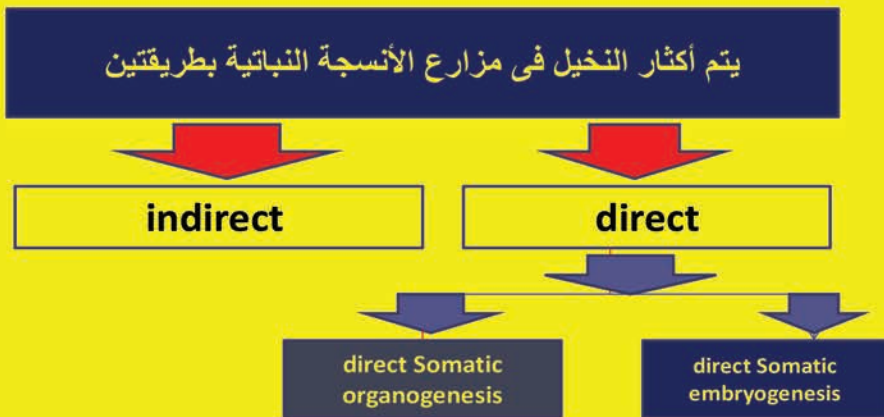 يتم أكثار النخيل فى مزارع الأنسجة النباتية بطريقتين
indirect
direct
direct Somatic
organogenesis
direct Somatic
embryogenesis